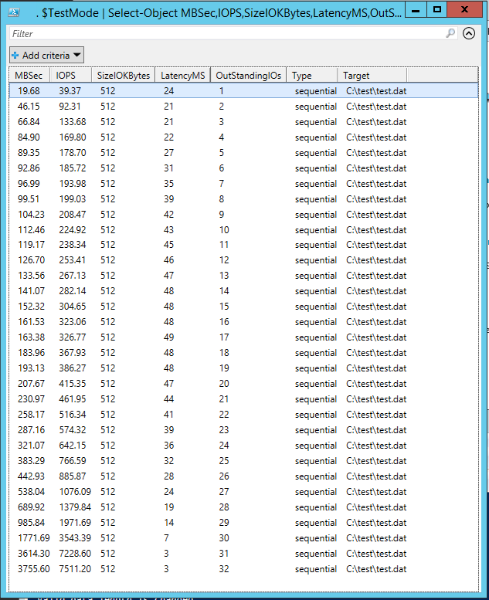 . $TestMode | Select-Object MBSec,IOPS,SizeIOKBytes,LatencyMS,OutS...
Filter
Add criteria
MBSec IOPS SizeIOKBytes LatencyMS OutStandingIOs Type Target
19.68 39.37 512 24 1 sequential C:\test\test.dat
46.15 92.31 512 21 2 sequential C:\test\test.dat
66.84 133.68 512 21 3 sequential C:\test\test.dat
84.90 169.80 512 22 4 sequential C:\test\test.dat
89.35 178.70 512 27 5 sequential C:\test\test.dat
92.86 185.72 512 31 6 sequential C:\test\test.dat
96.99 193.98 512 35 7 sequential C:\test\test.dat
99.51 199.03 512 39 8 sequential C:\test\test.dat
104.23 208.47 512 42 9 sequential C:\test\test.dat
112.46 224.92 512 43 10 sequential C:\test\test.dat
119.17 238.34 512 45 11 sequential C:\test\test.dat
126.70 253.41 512 46 12 sequential C:\test\test.dat
133.56 267.13 512 47 13 sequential C:\test\test.dat
141.07 282.14 512 48 14 sequential C:\test\test.dat
152.32 304.65 512 48 15 sequential C:\test\test.dat
161.53 323.06 512 48 16 sequential C:\test\test.dat
163.38 326.77 512 49 17 sequential C:\test\test.dat
183.96 367.93 512 48 18 sequential C:\test\test.dat
193.13 386.27 512 48 19 sequential C:\test\test.dat
207.67 415.35 512 47 20 sequential C:\test\test.dat
230.97 461.95 512 44 21 sequential C:\test\test.dat
258.17 516.34 512 41 22 sequential C:\test\test.dat
287.16 574.32 512 39 23 sequential C:\test\test.dat
321.07 642.15 512 36 24 sequential C:\test\test.dat
383.29 766.59 512 32 25 sequential C:\test\test.dat
442.93 885.87 512 28 26 sequential C:\test\test.dat
538.04 1076.09 512 24 27 sequential C:\test\test.dat
689.92 1379.84 512 19 28 sequential C:\test\test.dat
985.84 1971.69 512 14 29 sequential C:\test\test.dat
1771.69 3543.39 512 7 30 sequential C:\test\test.dat
3614.30 7228.60 512 3 31 sequential C:\test\test.dat
3755.60 7511.20 512 3 32 sequential C:\test\test.dat